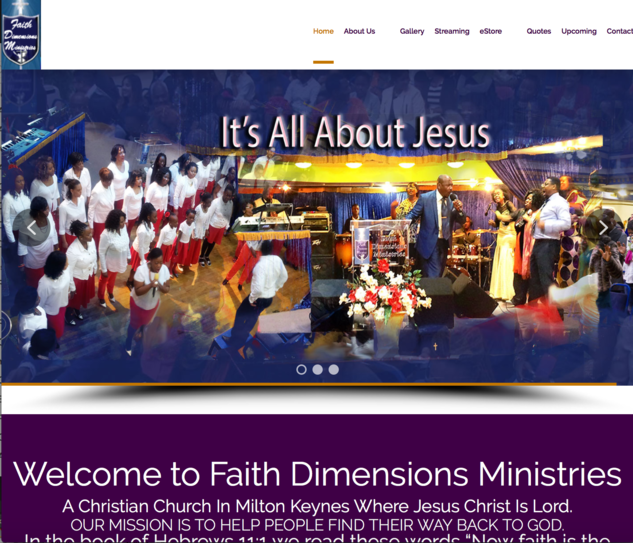 Faith
Dimensions
Ministries
Home About Us Gallery Streaming eStore Quotes Upcoming Contact
It's All About Jesus
Dimensions
Ministries
Welcome to Faith Dimensions Ministries
A Christian Church In Milton Keynes Where Jesus Christ Is Lord.
OUR MISSION IS TO HELP PEOPLE FIND THEIR WAY BACK TO GOD.
In the book of Hebrews 11:1 we read these words “Now faith is the